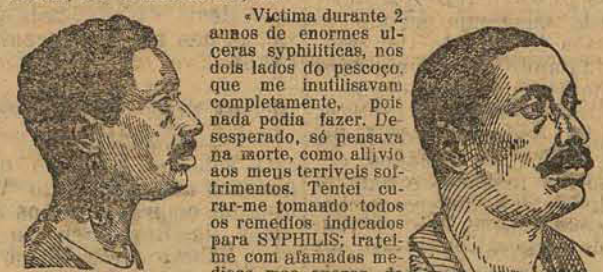 «Victima durante 2
annos de enormes ul-
ceras syphiliticas, nos
dois lados do pescoço,
que me inutilisavam
completamente, pois
nada podia fazer. De-
sesperado, só pensava
na morte, como allivio
aos meus terriveis sof-
frimentos. Tentei cu-
rar-me tomando todos
os remedios indicados
para SYPHILIS; tratei-
me com afamados me-